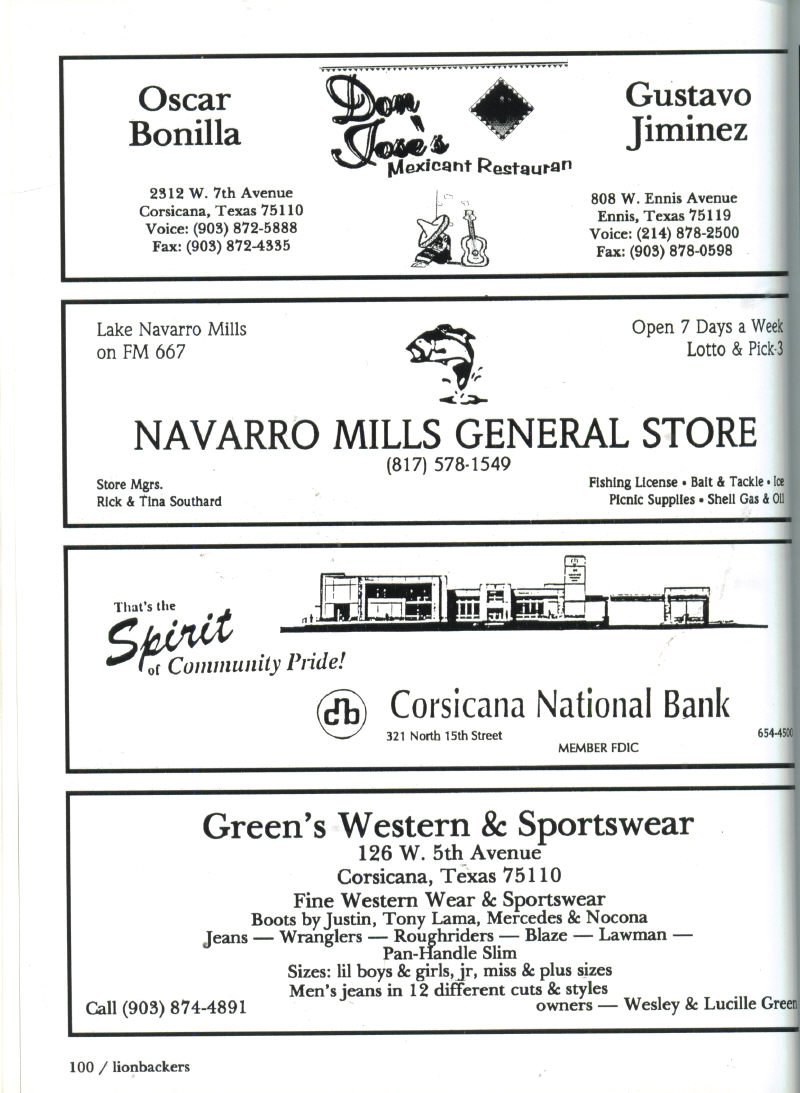 Oscar
Bonilla
2312 W. 7th Avenue
Corsicana, Texas 75110
Voice: (903) 872-5888
Fax: (903) 872-4335
Don
Jose's
Mexicant Restauran
Gustavo
Jiminez
808 W. Ennis Avenue
Ennis, Texas 75119
Voice: (214) 878-2500
Fax: (903) 878-0598
Lake Navarro Mills
on FM 667
Open 7 Days a Week
Lotto & Pick-3
NAVARRO MILLS GENERAL STORE
(817) 578-1549
Store Mgrs.
Rick & Tina Southard
Fishing License • Bait & Tackle • Ice
Picnic Supplies • Shell Gas & Oil
That's the
Spirit
of Community Pride!
cnb
Corsicana National Bank
321 North 15th Street
654-4500
MEMBER FDIC
Green's Western & Sportswear
126 W. 5th Avenue
Corsicana, Texas 75110
Fine Western Wear & Sportswear
Boots by Justin, Tony Lama, Mercedes & Nocona
Jeans — Wranglers — Roughriders — Blaze — Lawman —
Pan-Handle Slim
Sizes: lil boys & girls, jr, miss & plus sizes
Men's jeans in 12 different cuts & styles
Call (903) 874-4891
owners — Wesley & Lucille Green
100 / lionbackers